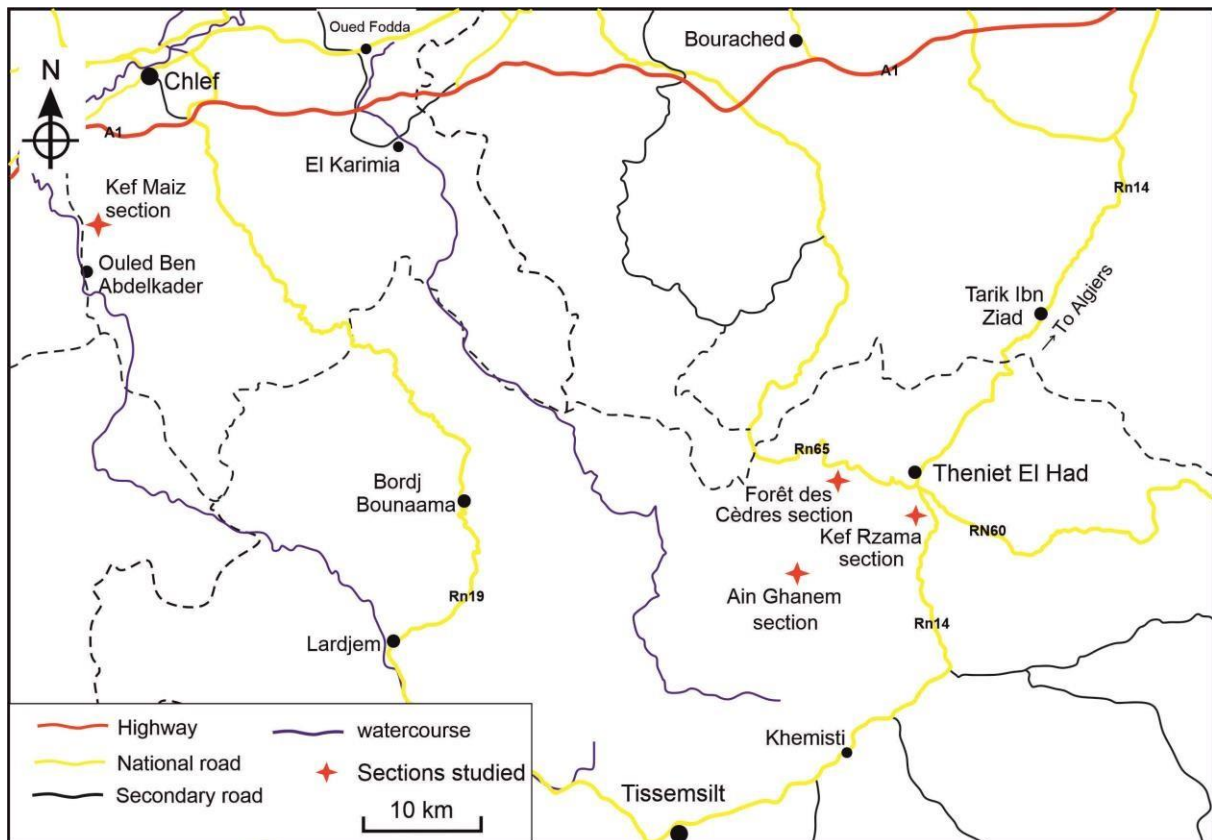 Oued Fodda
Bourached
N
Chlef
A1
A1
El Karimia
Kef Maiz
section
Rn14
Ouled Ben
Abdelkader
Tarik Ibn
Ziad
→ To Algiers
Rn65
Theniet El Had
Bordj
Bounaama
Forêt des
Cèdres section
Kef Rzama
section
RN60
Ain Ghanem
section
Rn19
Rn14
Lardjem
Highway
watercourse
National road
Sections studied
Secondary road
10 km
Khemisti
Tissemsilt